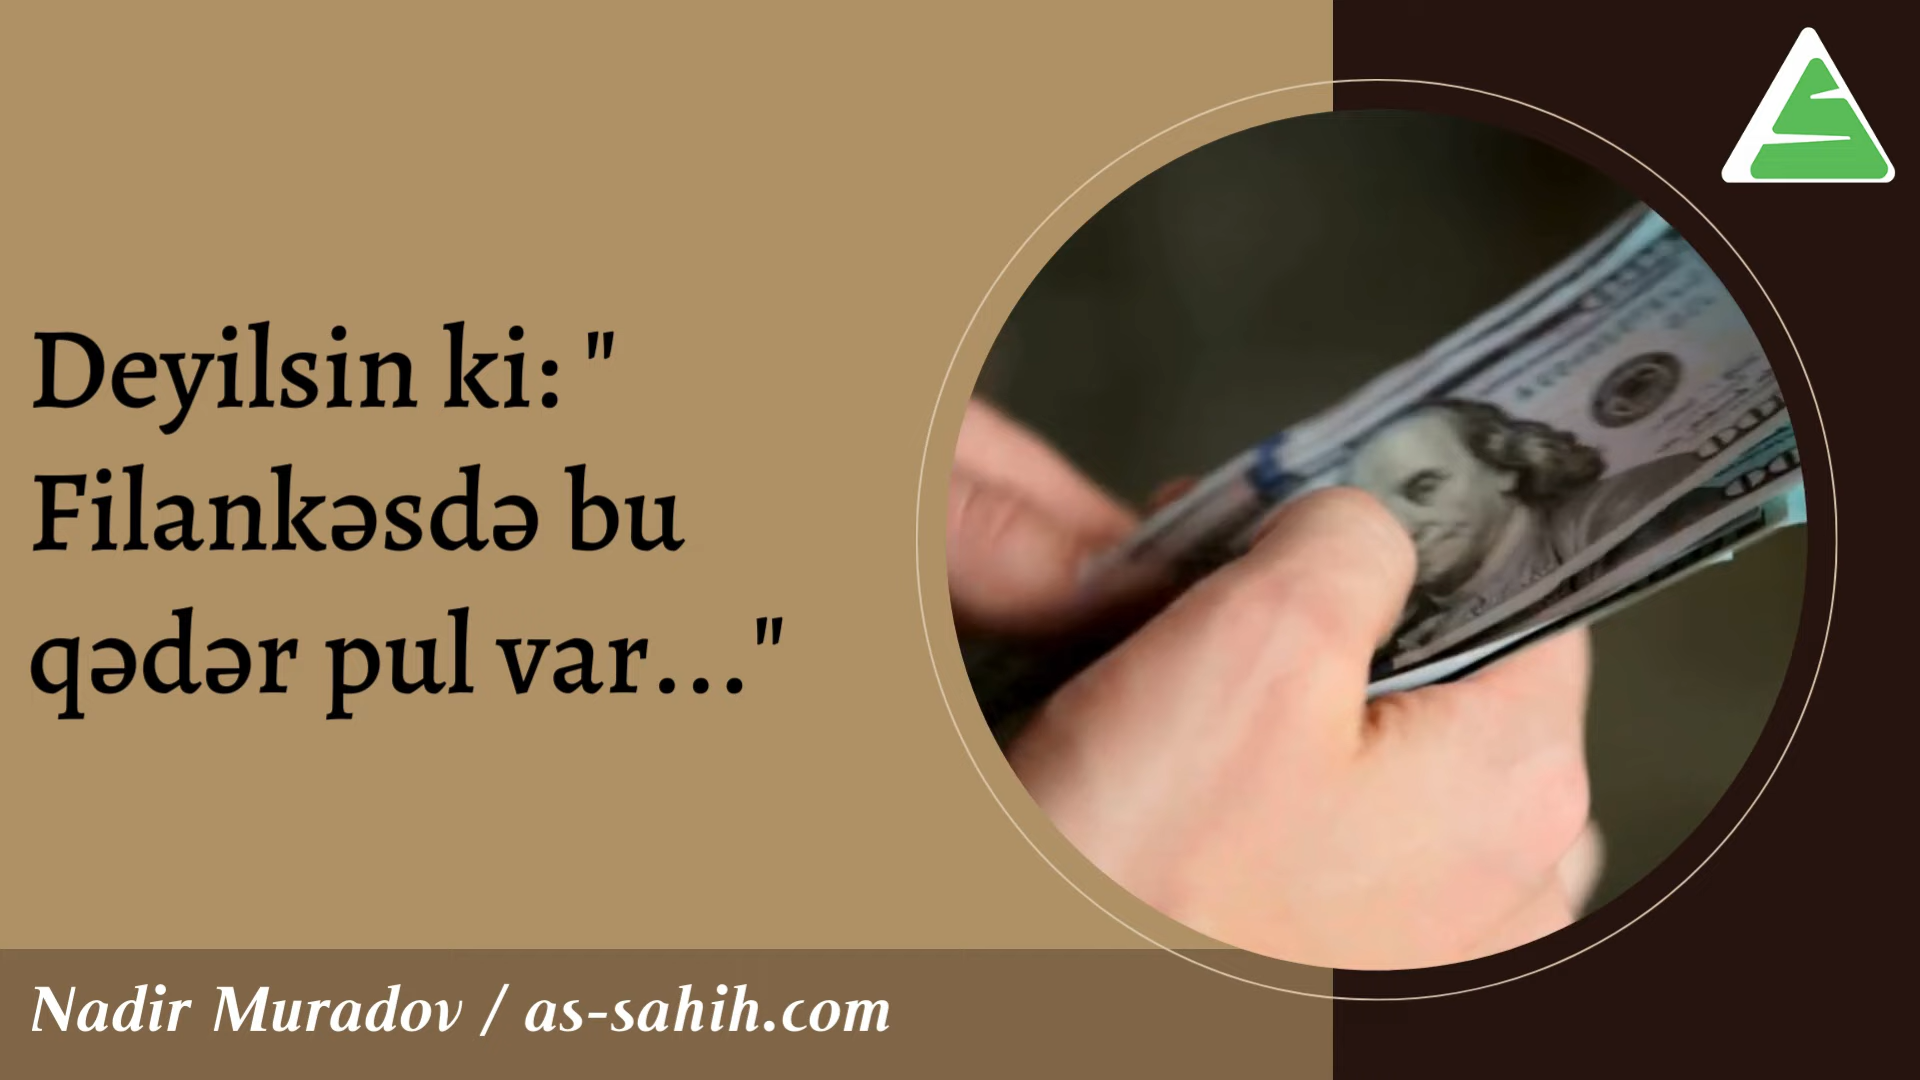 Deyilsin ki: "
Filankəsdə bu
qədər pul var..."
Nadir Muradov / as-sahih.com